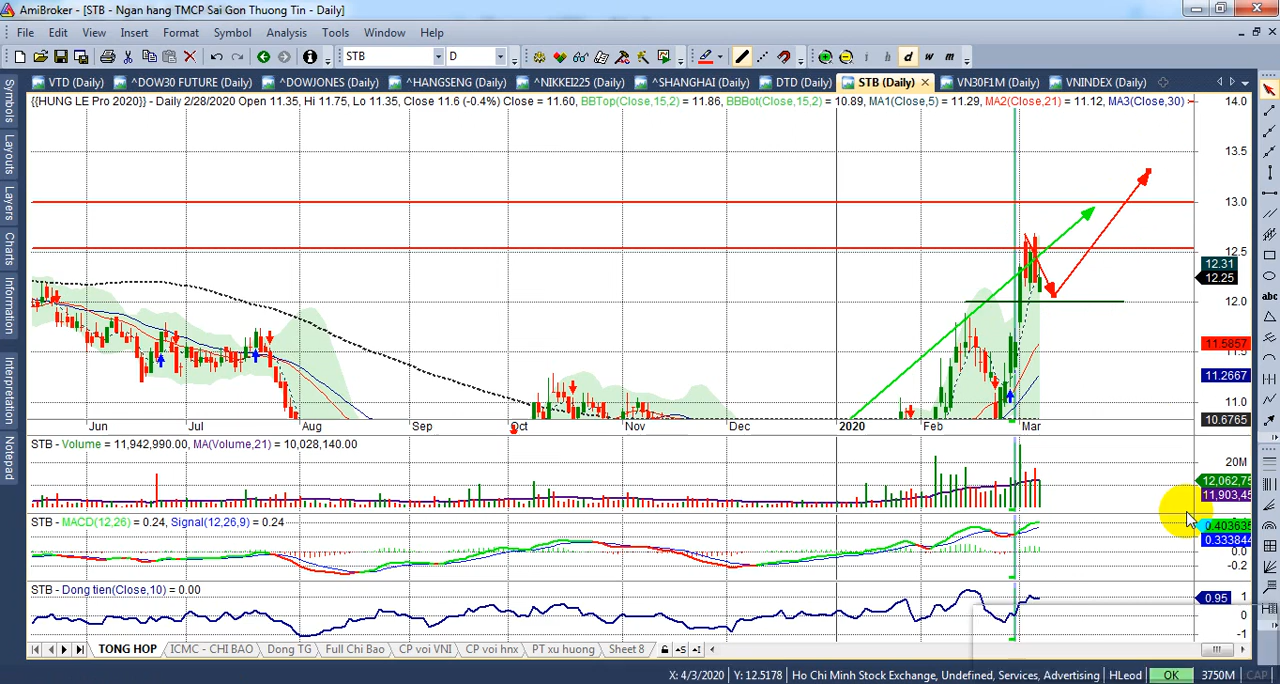 AmiBroker - [STB - Ngan hang TMCP Sai Gon Thuong Tin - Daily]
File Edit View Insert Format Symbol Analysis Tools Window Help
STB D d w m
VTD (Daily) ^DOW30 FUTURE (Daily) ^DOWJONES (Daily) ^HANGSENG (Daily) ^NIKKEI225 (Daily) ^SHANGHAI (Daily) DTD (Daily) STB (Daily) VN30F1M (Daily) VNINDEX (Daily)
Symbols
Layouts
Layers
Charts
Information
Interpretation
Notepad
{{HUNG LE Pro 2020}} - Daily 2/28/2020 Open 11.35, Hi 11.75, Lo 11.35, Close 11.6 (-0.4%) Close = 11.60, BBTop(Close,15,2) = 11.86, BBBot(Close,15,2) = 10.89, MA1(Close,5) = 11.29, MA2(Close,21) = 11.12, MA3(Close,30)
14.0
13.5
13.0
12.5
12.31
12.25
12.0
11.5857
11.5
11.2667
11.0
10.6765
abc
Jun Jul Aug Sep Oct Nov Dec 2020 Feb Mar
STB - Volume = 11,942,990.00, MA(Volume,21) = 10,028,140.00
20M
12,062,75
11,903,45
STB - MACD(12,26) = 0.24, Signal(12,26,9) = 0.24
0.403635
0.333844
0.0
-0.2
STB - Dong tien(Close,10) = 0.00
1
0.95
0
-1
TONG HOP ICMC - CHI BAO Dong TG Full Chi Bao CP voi VNI CP voi hnx PT xu huong Sheet 8
X: 4/3/2020 Y: 12.5178 Ho Chi Minh Stock Exchange, Undefined, Services, Advertising HLeod OK 3750M CAP